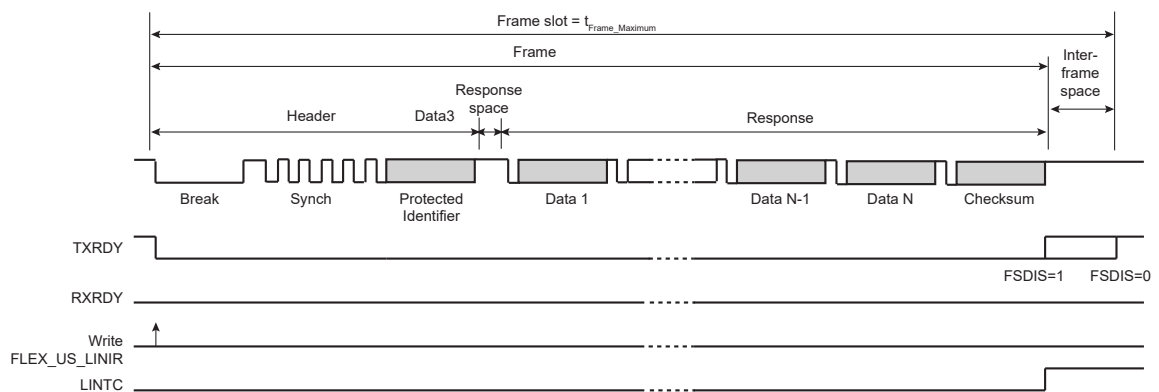 Frame slot = tFrame_Maximum
Frame
Inter-
frame
space
Response
space
Header
Data3
Response
Break
Synch
Protected
Identifier
Data 1
Data N-1
Data N
Checksum
TXRDY
FSDIS=1
FSDIS=0
RXRDY
Write
FLEX_US_LINIR
LINTC